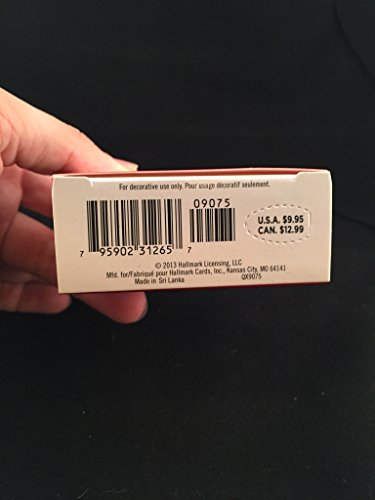 For decorative use only. Pour usage décoratif seulement.
09075
7 95902 31265 7
U.S.A. $9.95
CAN. $12.99
© 2013 Hallmark Licensing, LLC
Mfd. for/Fabriqué pour Hallmark Cards, Inc., Kansas City, MO 64141
Made in Sri Lanka QX9075